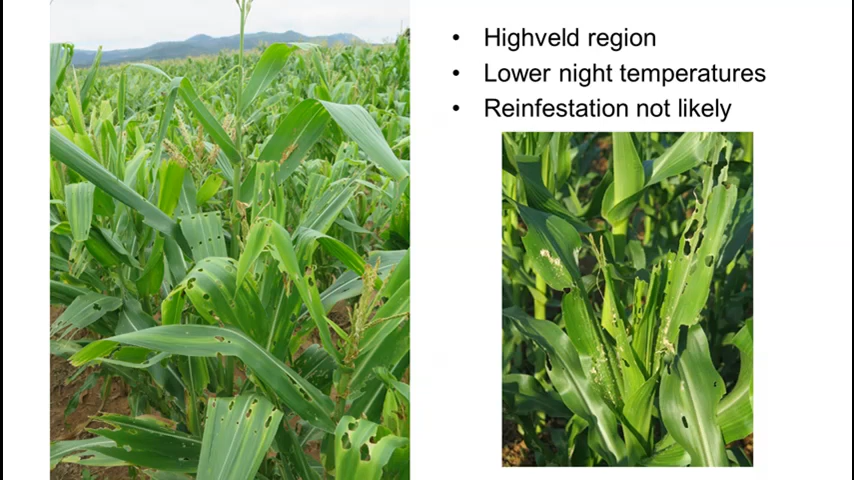 • Highveld region
• Lower night temperatures
• Reinfestation not likely